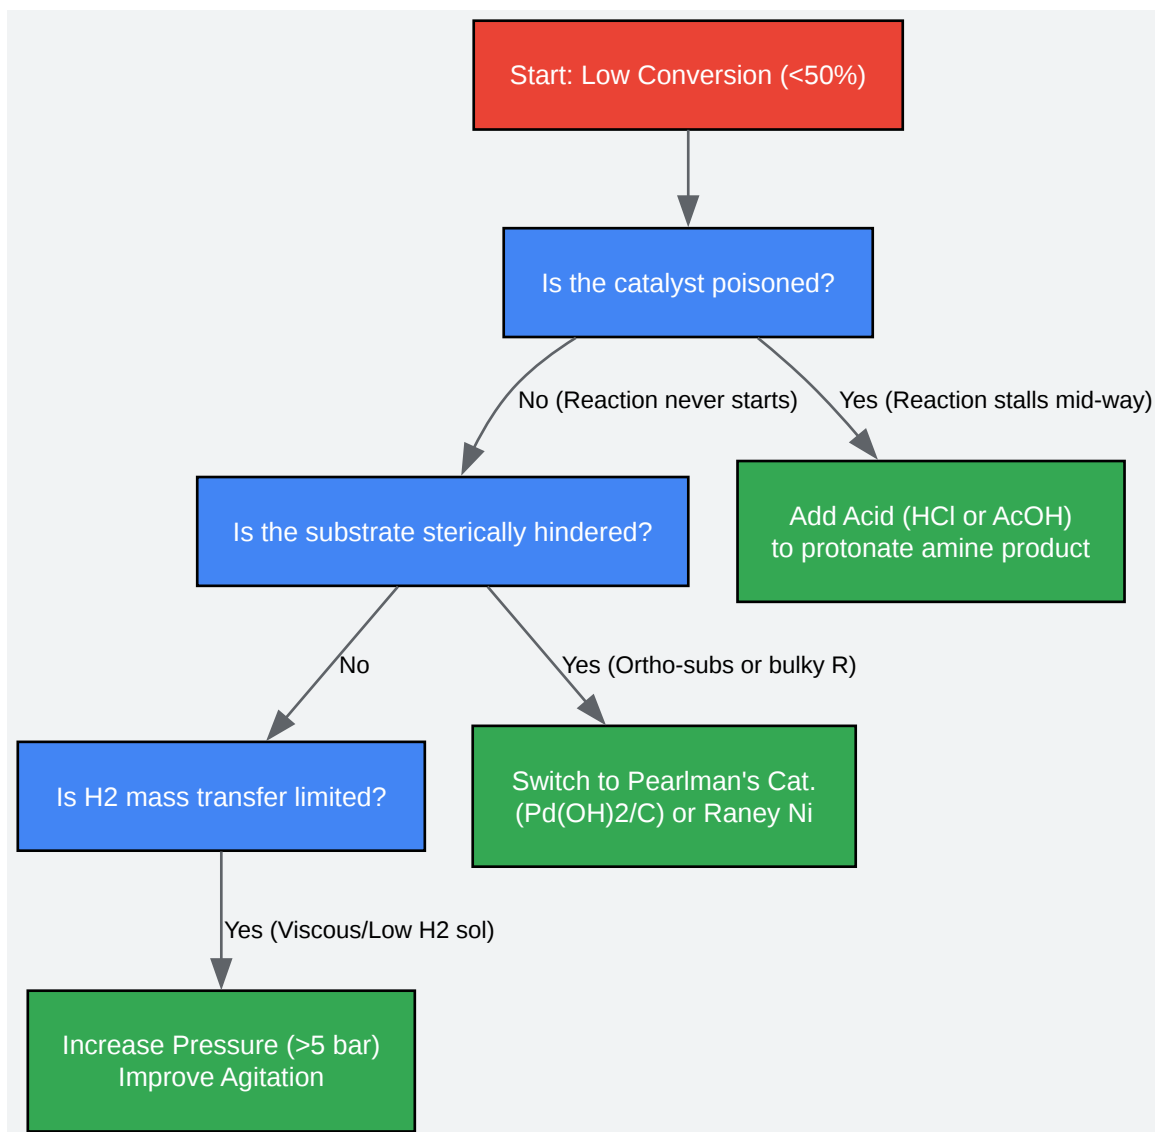 Start: Low Conversion (<50%)
Is the catalyst poisoned?
No (Reaction never starts)
Yes (Reaction stalls mid-way)
Is the substrate sterically hindered?
Add Acid (HCl or AcOH)
to protonate amine product
No
Yes (Ortho-subs or bulky R)
Is H2 mass transfer limited?
Switch to Pearlman's Cat.
(Pd(OH)2/C) or Raney Ni
Yes (Viscous/Low H2 sol)
Increase Pressure (>5 bar)
Improve Agitation